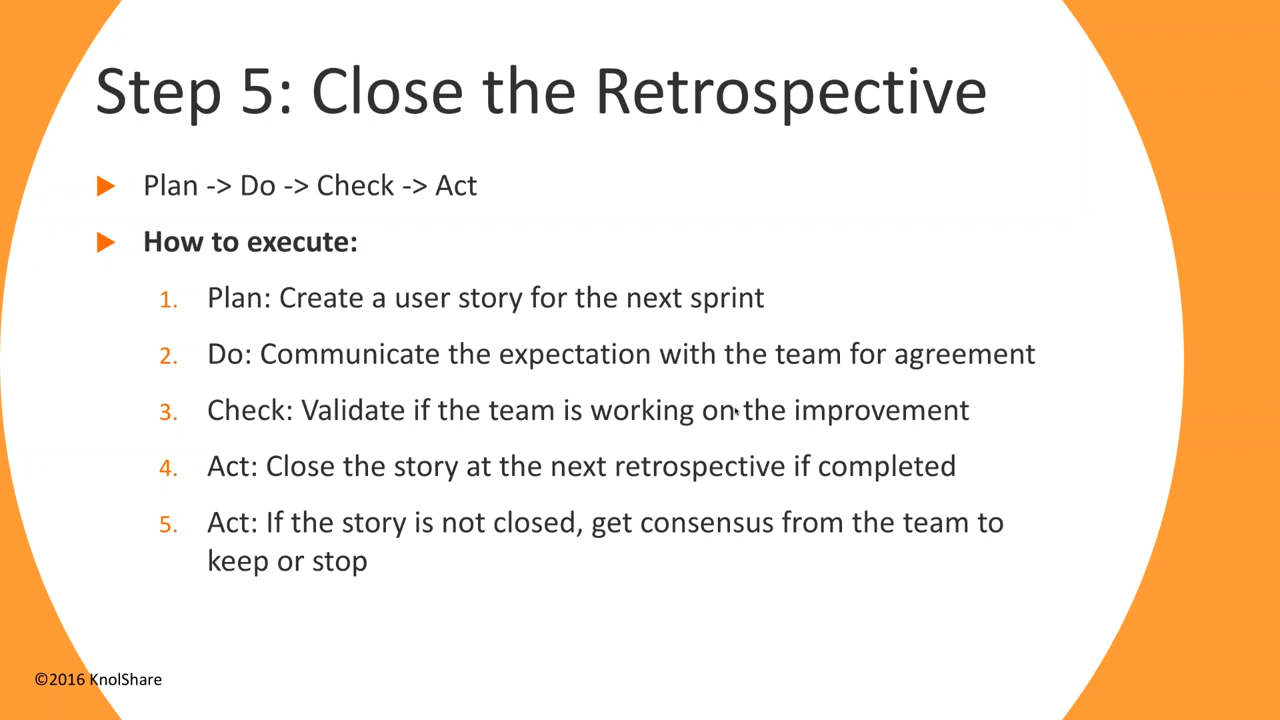 Step 5: Close the Retrospective
Plan -> Do -> Check -> Act
How to execute:
1. Plan: Create a user story for the next sprint
2. Do: Communicate the expectation with the team for agreement
3. Check: Validate if the team is working on the improvement
4. Act: Close the story at the next retrospective if completed
5. Act: If the story is not closed, get consensus from the team to
keep or stop
©2016 KnolShare